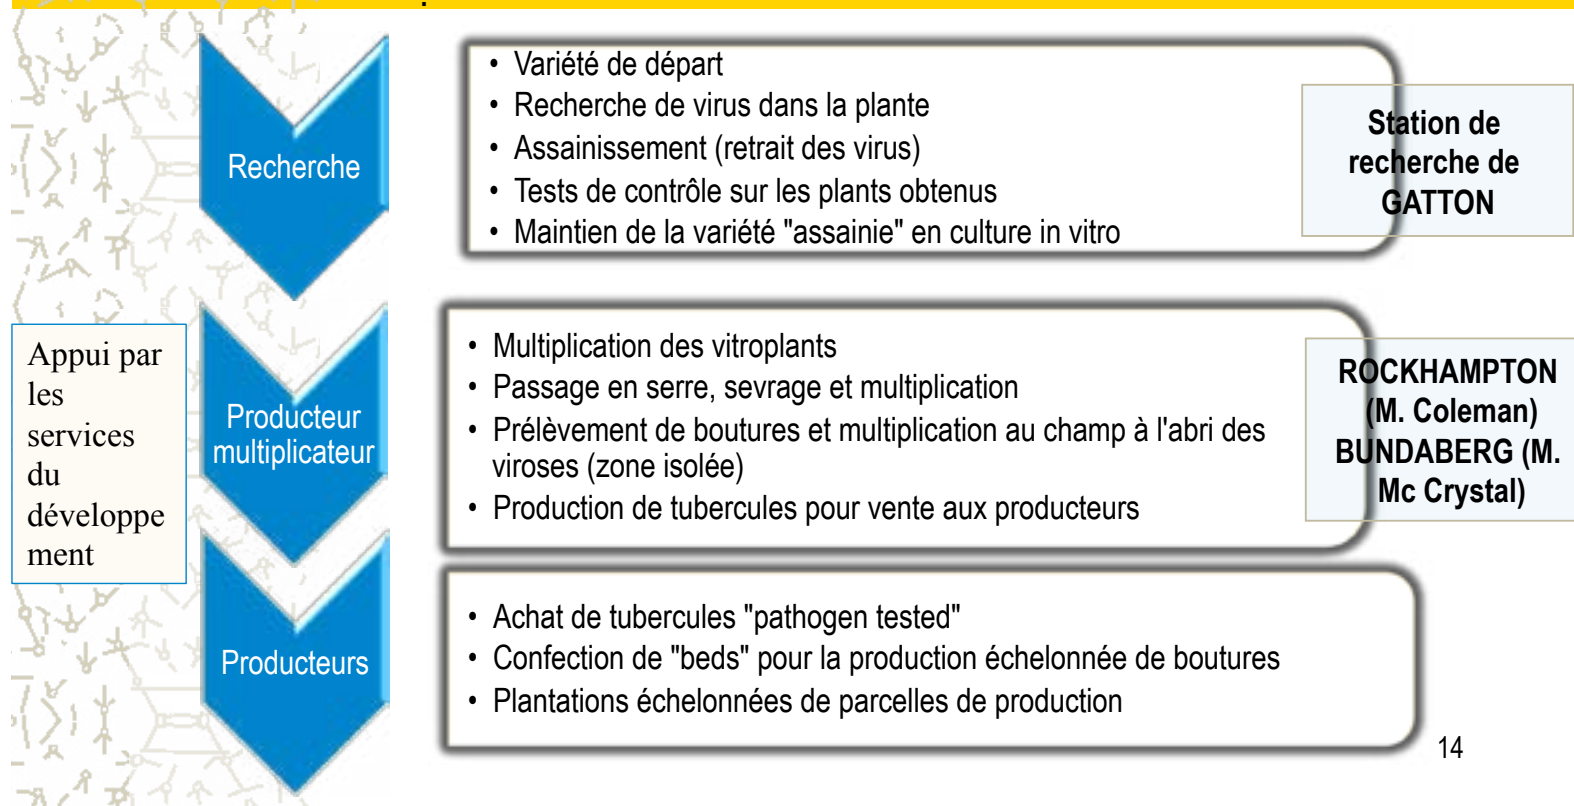 Recherche
• Variété de départ
• Recherche de virus dans la plante
• Assainissement (retrait des virus)
• Tests de contrôle sur les plants obtenus
• Maintien de la variété "assainie" en culture in vitro
Station de
recherche de
GATTON
Appui par
les
services
du
développe
ment
Producteur
multiplicateur
• Multiplication des vitroplants
• Passage en serre, sevrage et multiplication
• Prélèvement de boutures et multiplication au champ à l'abri des
viroses (zone isolée)
• Production de tubercules pour vente aux producteurs
ROCKHAMPTON
(M. Coleman)
BUNDABERG (M.
Mc Crystal)
Producteurs
• Achat de tubercules "pathogen tested"
• Confection de "beds" pour la production échelonnée de boutures
• Plantations échelonnées de parcelles de production
14